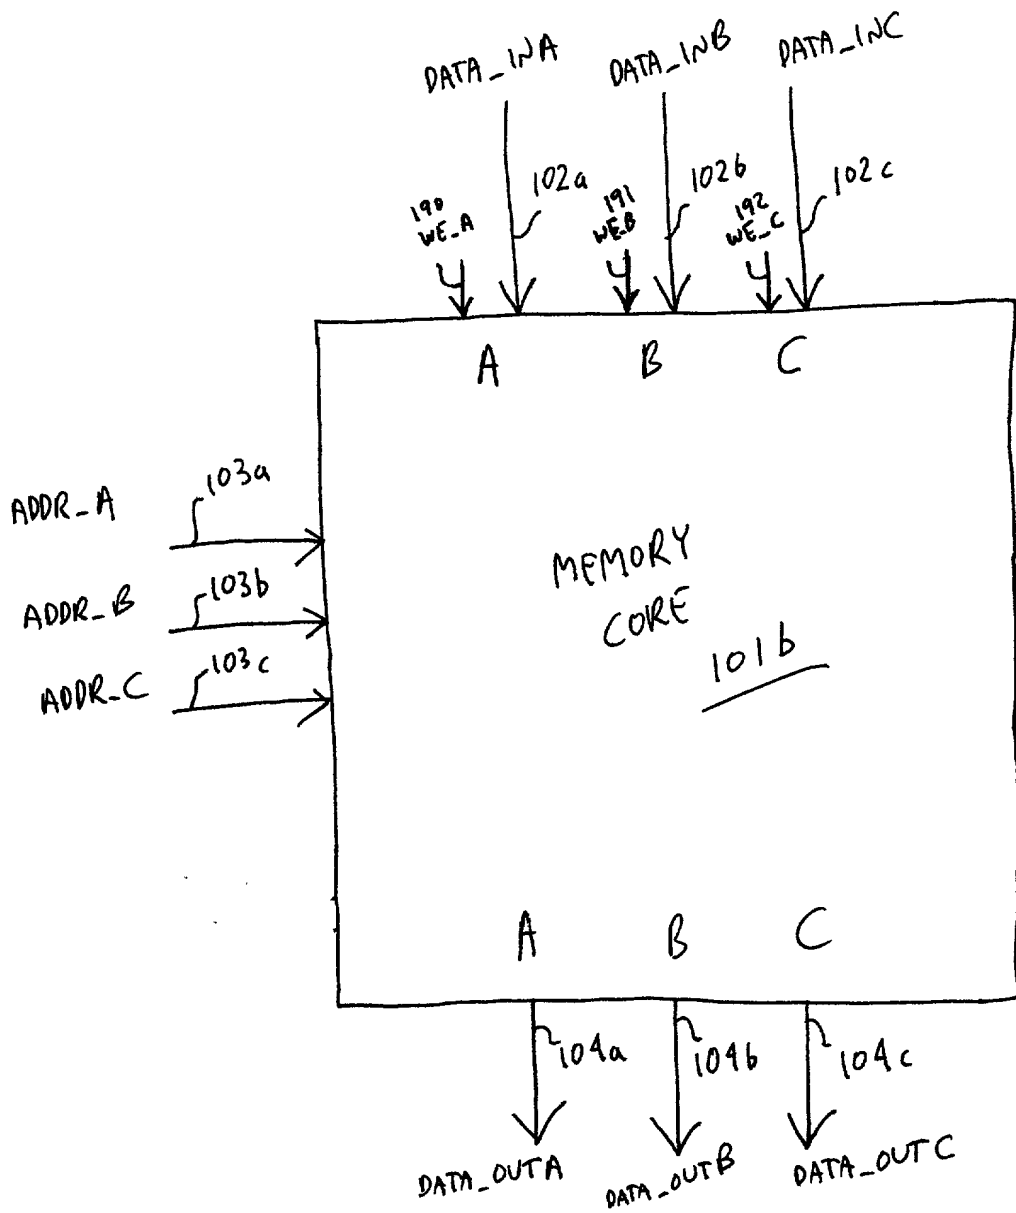 DATA_INA
DATA_INB
DATA_INC
102a
102b
102c
190
WE_A
191
WE_B
192
WE_C
A
B
C
ADDR_A
103a
ADDR_B
103b
ADDR_C
103c
MEMORY
CORE
101b
A
B
C
104a
104b
104c
DATA_OUTA
DATA_OUTB
DATA_OUTC